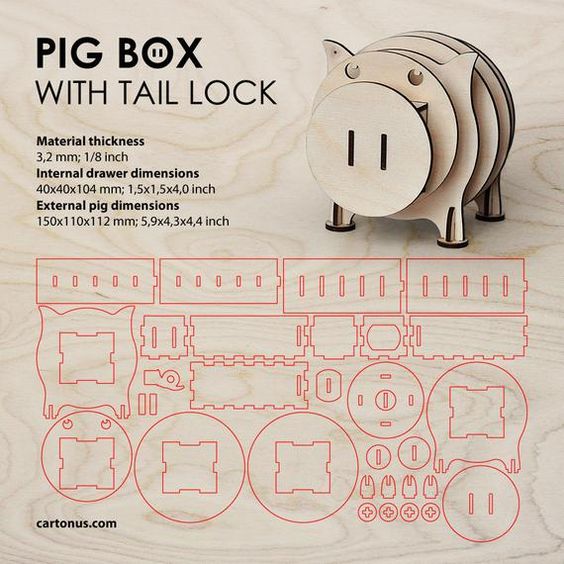 PIG BOX
WITH TAIL LOCK
Material thickness
3,2 mm; 1/8 inch
Internal drawer dimensions
40x40x104 mm; 1,5x1,5x4,0 inch
External pig dimensions
150x110x112 mm; 5,9x4,3x4,4 inch
cartonus.com